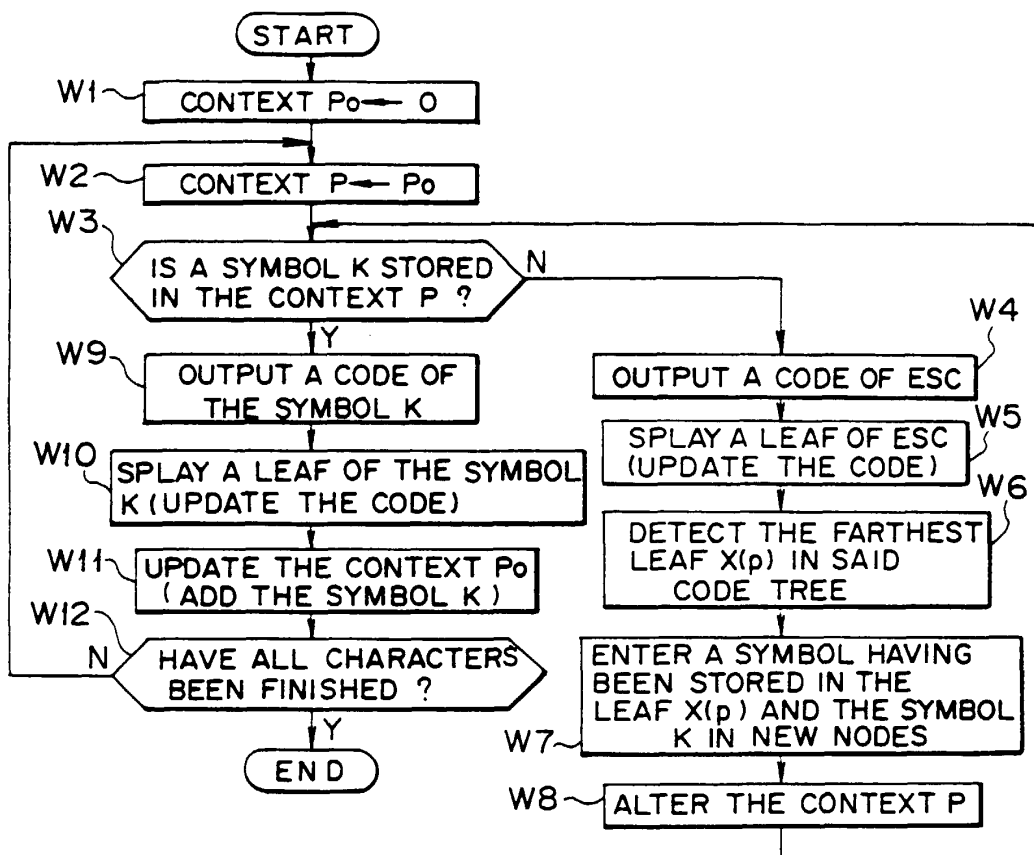 START
W1
CONTEXT Po ← 0
W2
CONTEXT P ← Po
W3
IS A SYMBOL K STORED
IN THE CONTEXT P ?
N
Y
W9
OUTPUT A CODE OF
THE SYMBOL K
W10
SPLAY A LEAF OF THE SYMBOL
K (UPDATE THE CODE)
W11
UPDATE THE CONTEXT Po
(ADD THE SYMBOL K)
W12
N
HAVE ALL CHARACTERS
BEEN FINISHED ?
Y
END
W4
OUTPUT A CODE OF ESC
W5
SPLAY A LEAF OF ESC
(UPDATE THE CODE)
W6
DETECT THE FARTHEST
LEAF X(p) IN SAID
CODE TREE
ENTER A SYMBOL HAVING
BEEN STORED IN THE
LEAF X(p) AND THE SYMBOL
K IN NEW NODES
W7
W8
ALTER THE CONTEXT P